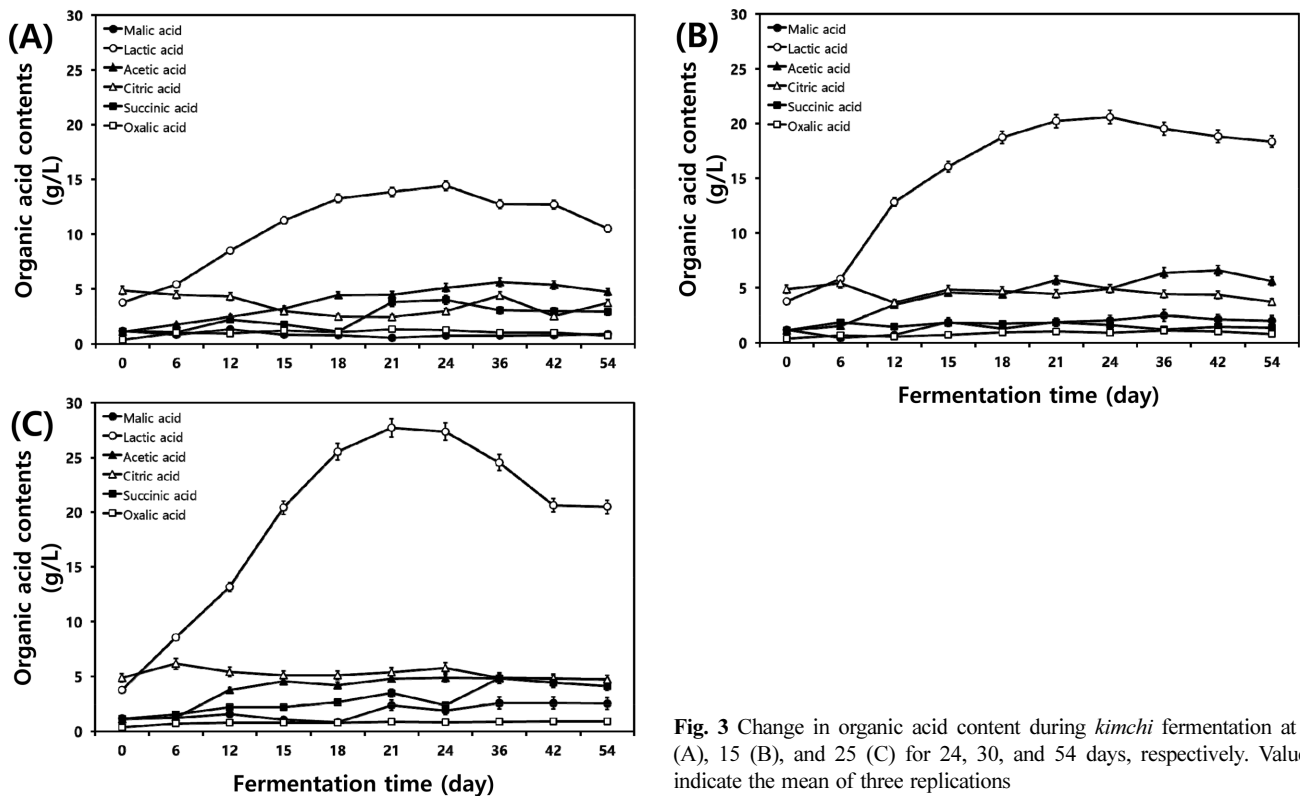 (A)
Organic acid contents
(g/L)
30
25
20
15
10
5
0
Malic acid
Lactic acid
Acetic acid
Citric acid
Succinic acid
Oxalic acid
0 6 12 15 18 21 24 36 42 54
(B)
Organic acid contents
(g/L)
30
25
20
15
10
5
0
Malic acid
Lactic acid
Acetic acid
Citric acid
Succinic acid
Oxalic acid
0 6 12 15 18 21 24 36 42 54
Fermentation time (day)
(C)
Organic acid contents
(g/L)
30
25
20
15
10
5
0
Malic acid
Lactic acid
Acetic acid
Citric acid
Succinic acid
Oxalic acid
0 6 12 15 18 21 24 36 42 54
Fermentation time (day)
Fig. 3 Change in organic acid content during kimchi fermentation at
(A), 15 (B), and 25 (C) for 24, 30, and 54 days, respectively. Value
indicate the mean of three replications